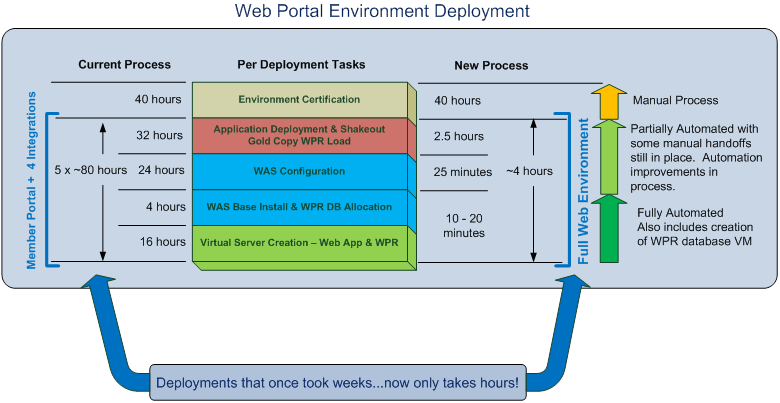 Web Portal Environment Deployment
Current Process
Per Deployment Tasks
New Process
40 hours
Environment Certification
40 hours
Manual Process
32 hours
Application Deployment & Shakeout
Gold Copy WPR Load
2.5 hours
Partially Automated with
some manual handoffs
still in place.  Automation
improvements in
process.
5 x ~80 hours
24 hours
WAS Configuration
25 minutes
~4 hours
4 hours
WAS Base Install & WPR DB Allocation
10 - 20
minutes
Fully Automated
Also includes creation
of WPR database VM
16 hours
Virtual Server Creation – Web App & WPR
Member Portal +  4 Integrations
Full Web Environment
Deployments that once took weeks...now only takes hours!